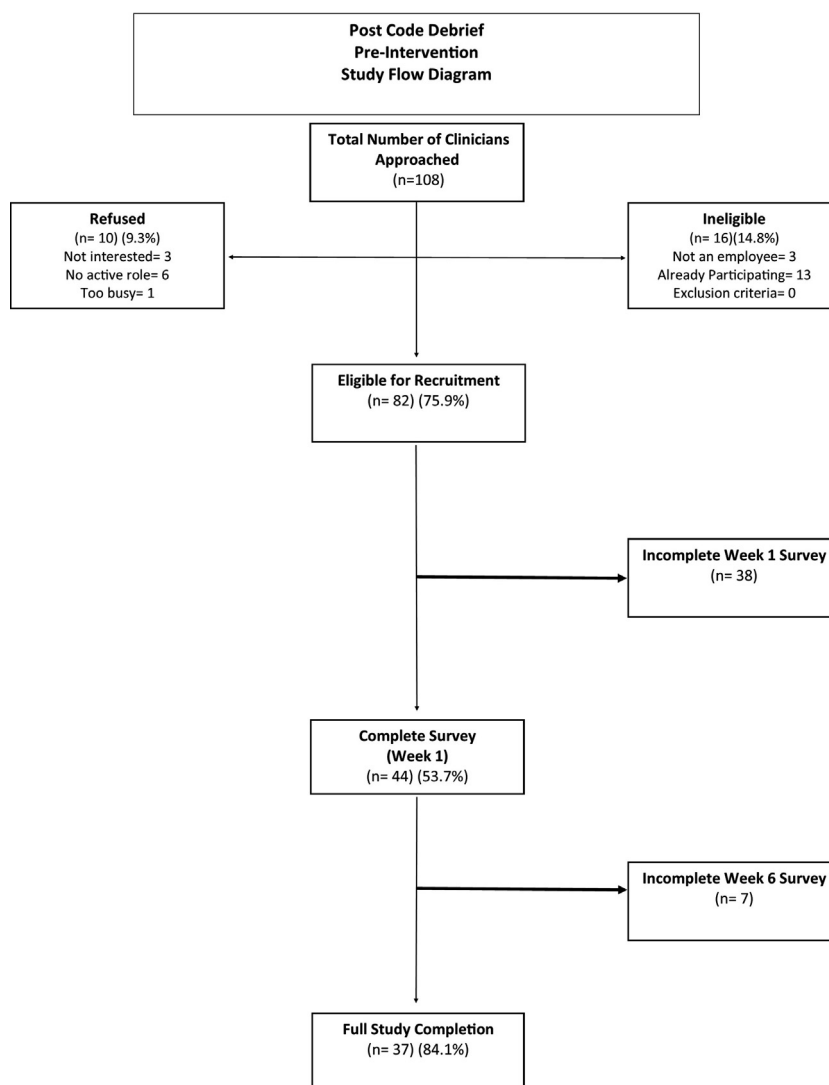 Post Code Debrief
Pre-Intervention
Study Flow Diagram
Total Number of Clinicians
Approached
(n=108)
Refused
(n= 10) (9.3%)
Not interested= 3
No active role= 6
Too busy= 1
Ineligible
(n= 16)(14.8%)
Not an employee= 3
Already Participating= 13
Exclusion criteria= 0
Eligible for Recruitment
(n= 82) (75.9%)
Incomplete Week 1 Survey
(n= 38)
Complete Survey
(Week 1)
(n= 44) (53.7%)
Incomplete Week 6 Survey
(n= 7)
Full Study Completion
(n= 37) (84.1%)